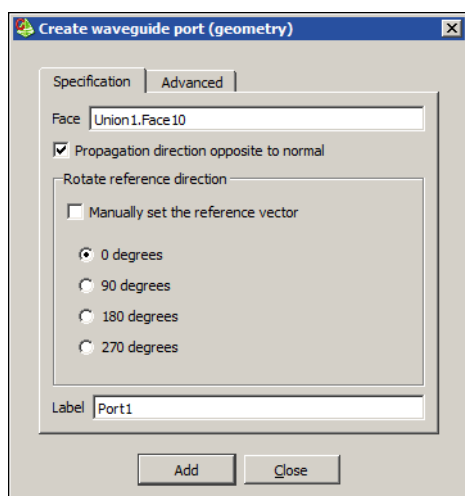 Create waveguide port (geometry)
Specification Advanced
Face Union1.Face10
Propagation direction opposite to normal
Rotate reference direction
Manually set the reference vector
0 degrees
90 degrees
180 degrees
270 degrees
Label Port1
Add Close